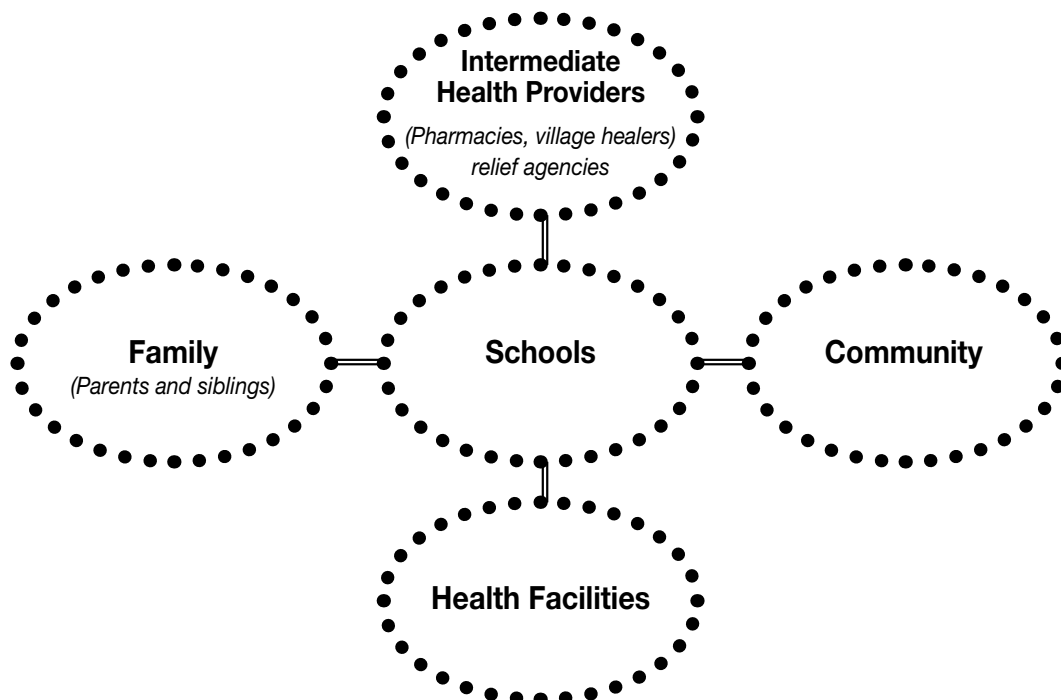 Intermediate
Health Providers
(Pharmacies, village healers)
relief agencies
Family
(Parents and siblings)
Schools
Community
Health Facilities